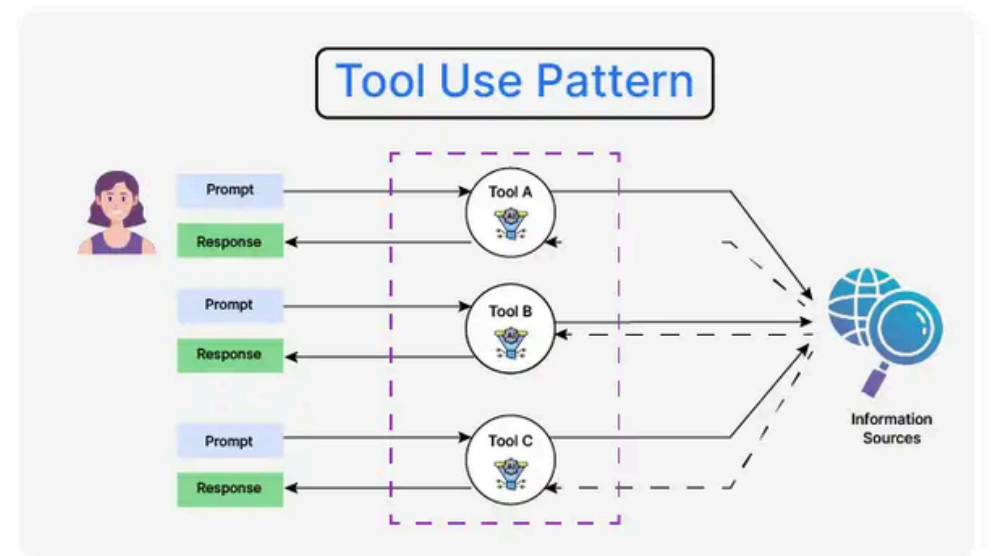 Tool Use Pattern
Prompt
Tool A
Response
Prompt
Tool B
Response
Prompt
Tool C
Response
Information
Sources